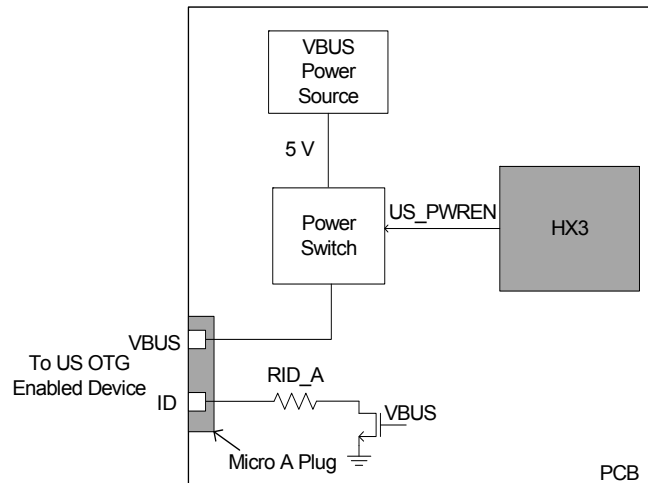 VBUS
Power
Source
5 V
US_PWREN
HX3
Power
Switch
VBUS
To US OTG
Enabled Device
RID_A
ID
VBUS
Micro A Plug
PCB